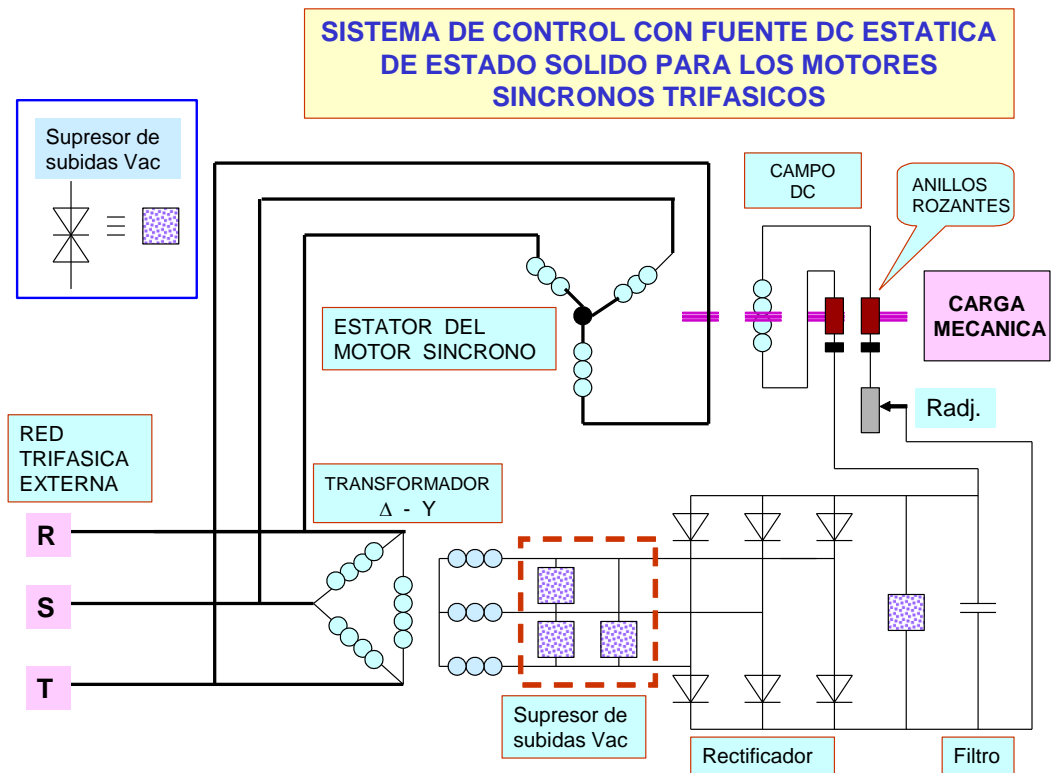 SISTEMA DE CONTROL CON FUENTE DC ESTATICA
DE ESTADO SOLIDO PARA LOS MOTORES
SINCRONOS TRIFASICOS
Supresor de
subidas Vac
CAMPO
DC
ANILLOS
ROZANTES
CARGA
MECANICA
ESTATOR DEL
MOTOR SINCRONO
Radj.
RED
TRIFASICA
EXTERNA
TRANSFORMADOR
Δ - Y
R
S
T
Supresor de
subidas Vac
Rectificador
Filtro